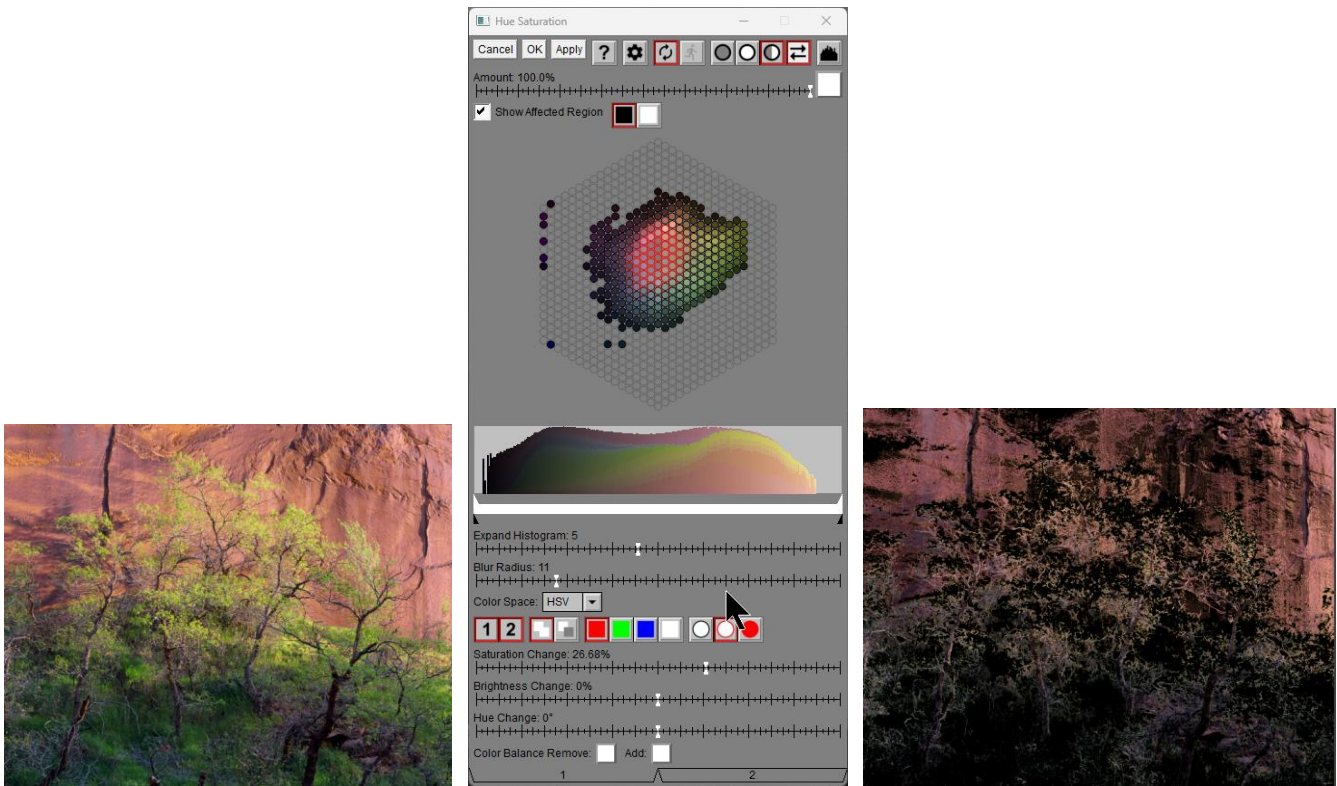 Hue Saturation
Cancel OK Apply ?
Amount: 100.0%
Show Affected Region
Expand Histogram: 5
Blur Radius: 11
Color Space: HSV
1 2
Saturation Change: 26.68%
Brightness Change: 0%
Hue Change: 0°
Color Balance Remove: Add:
1 2